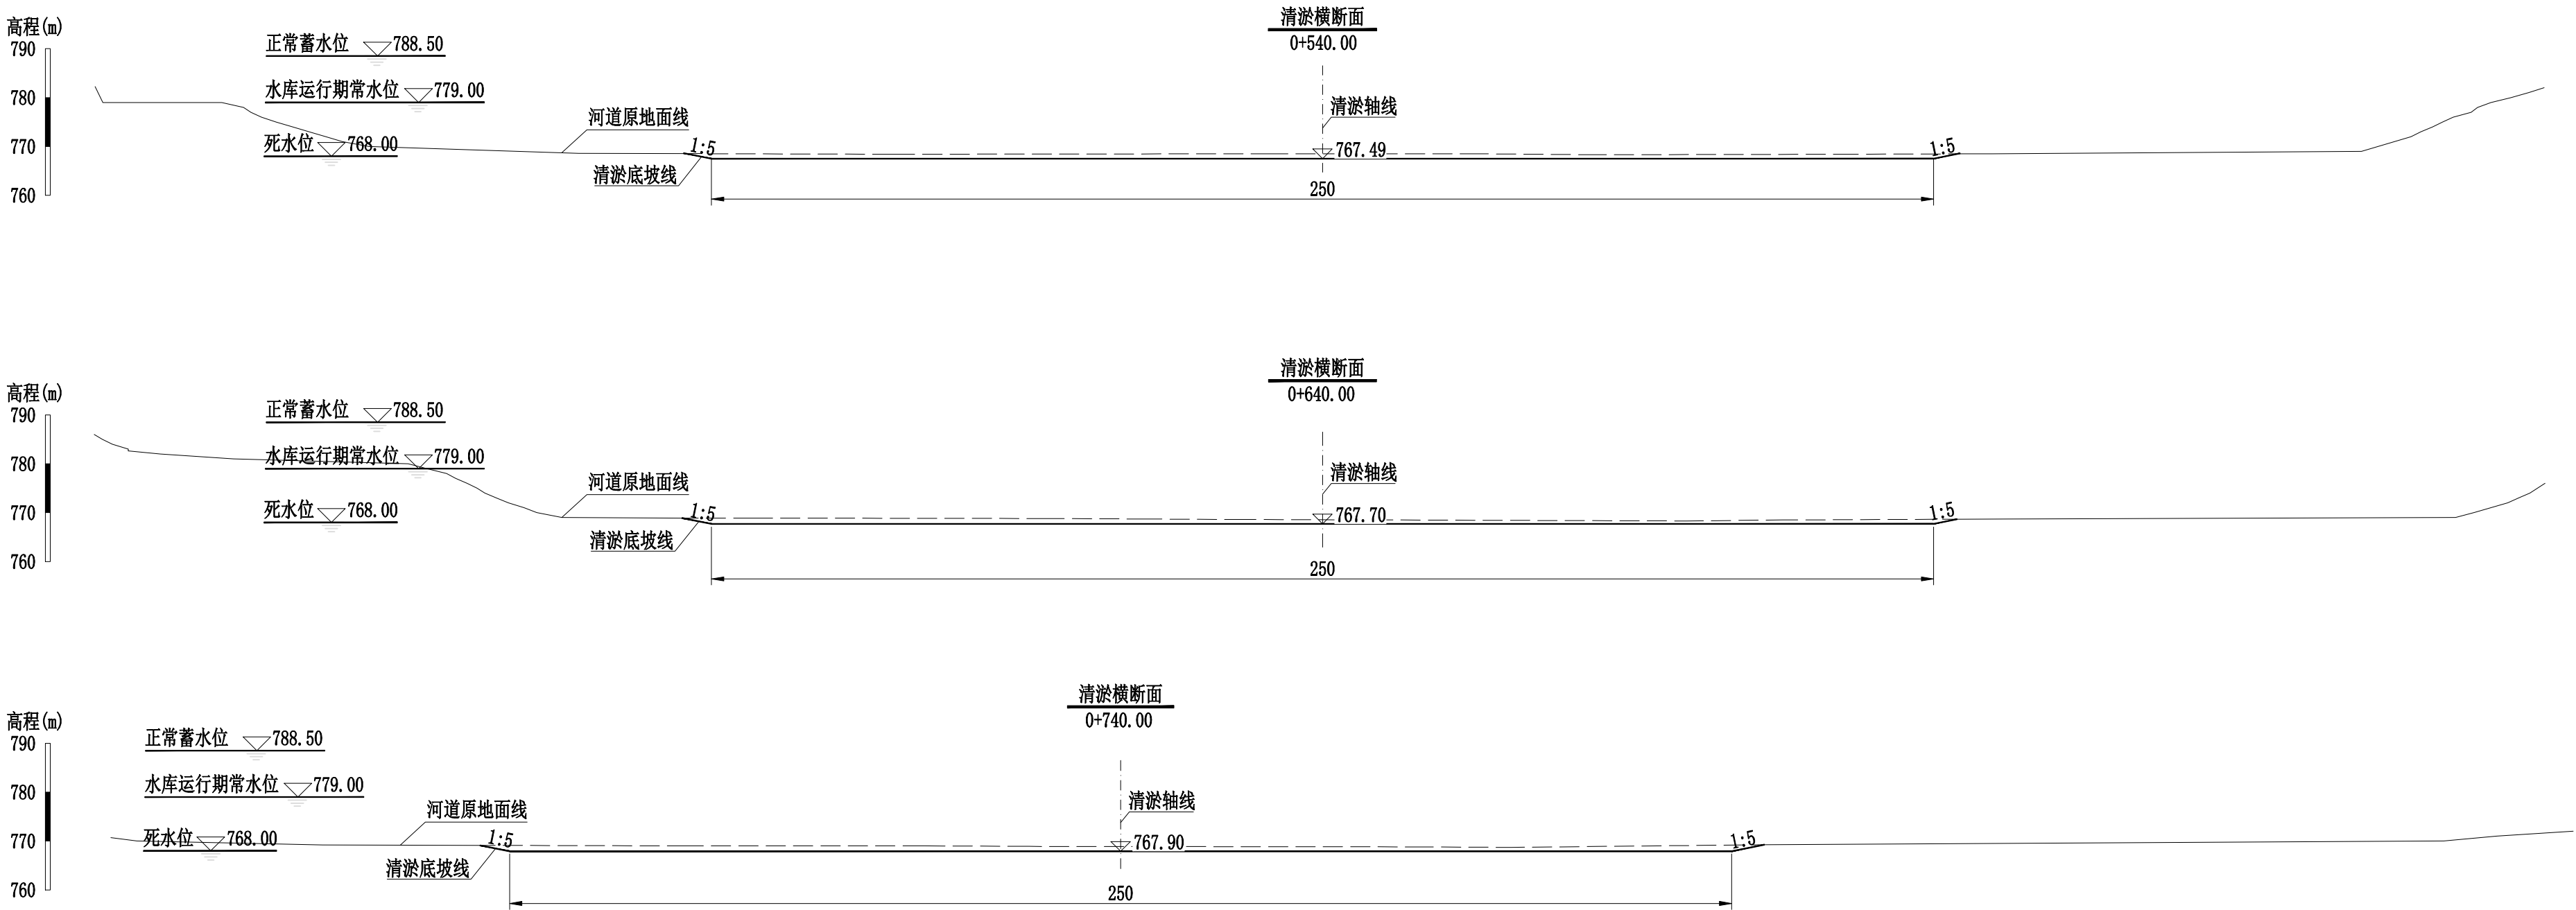 清淤横断面
0+540.00
高程(m)
790
780
770
760
正常蓄水位 788.50
水库运行期常水位 779.00
死水位 768.00
河道原地面线
清淤轴线
1:5
767.49
1:5
清淤底坡线
250
清淤横断面
0+640.00
高程(m)
790
780
770
760
正常蓄水位 788.50
水库运行期常水位 779.00
死水位 768.00
河道原地面线
清淤轴线
1:5
767.70
1:5
清淤底坡线
250
清淤横断面
0+740.00
高程(m)
790
780
770
760
正常蓄水位 788.50
水库运行期常水位 779.00
死水位 768.00
河道原地面线
清淤轴线
1:5
767.90
1:5
清淤底坡线
250